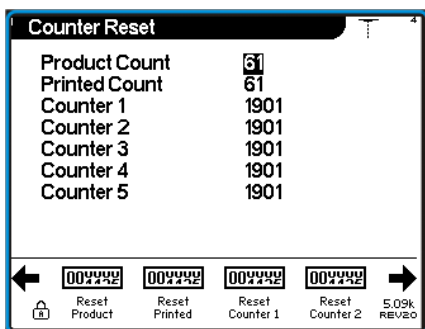 Counter Reset
4
Product Count 61
Printed Count 61
Counter 1 1901
Counter 2 1901
Counter 3 1901
Counter 4 1901
Counter 5 1901
Reset Product
Reset Printed
Reset Counter 1
Reset Counter 2
5.09k
REV20